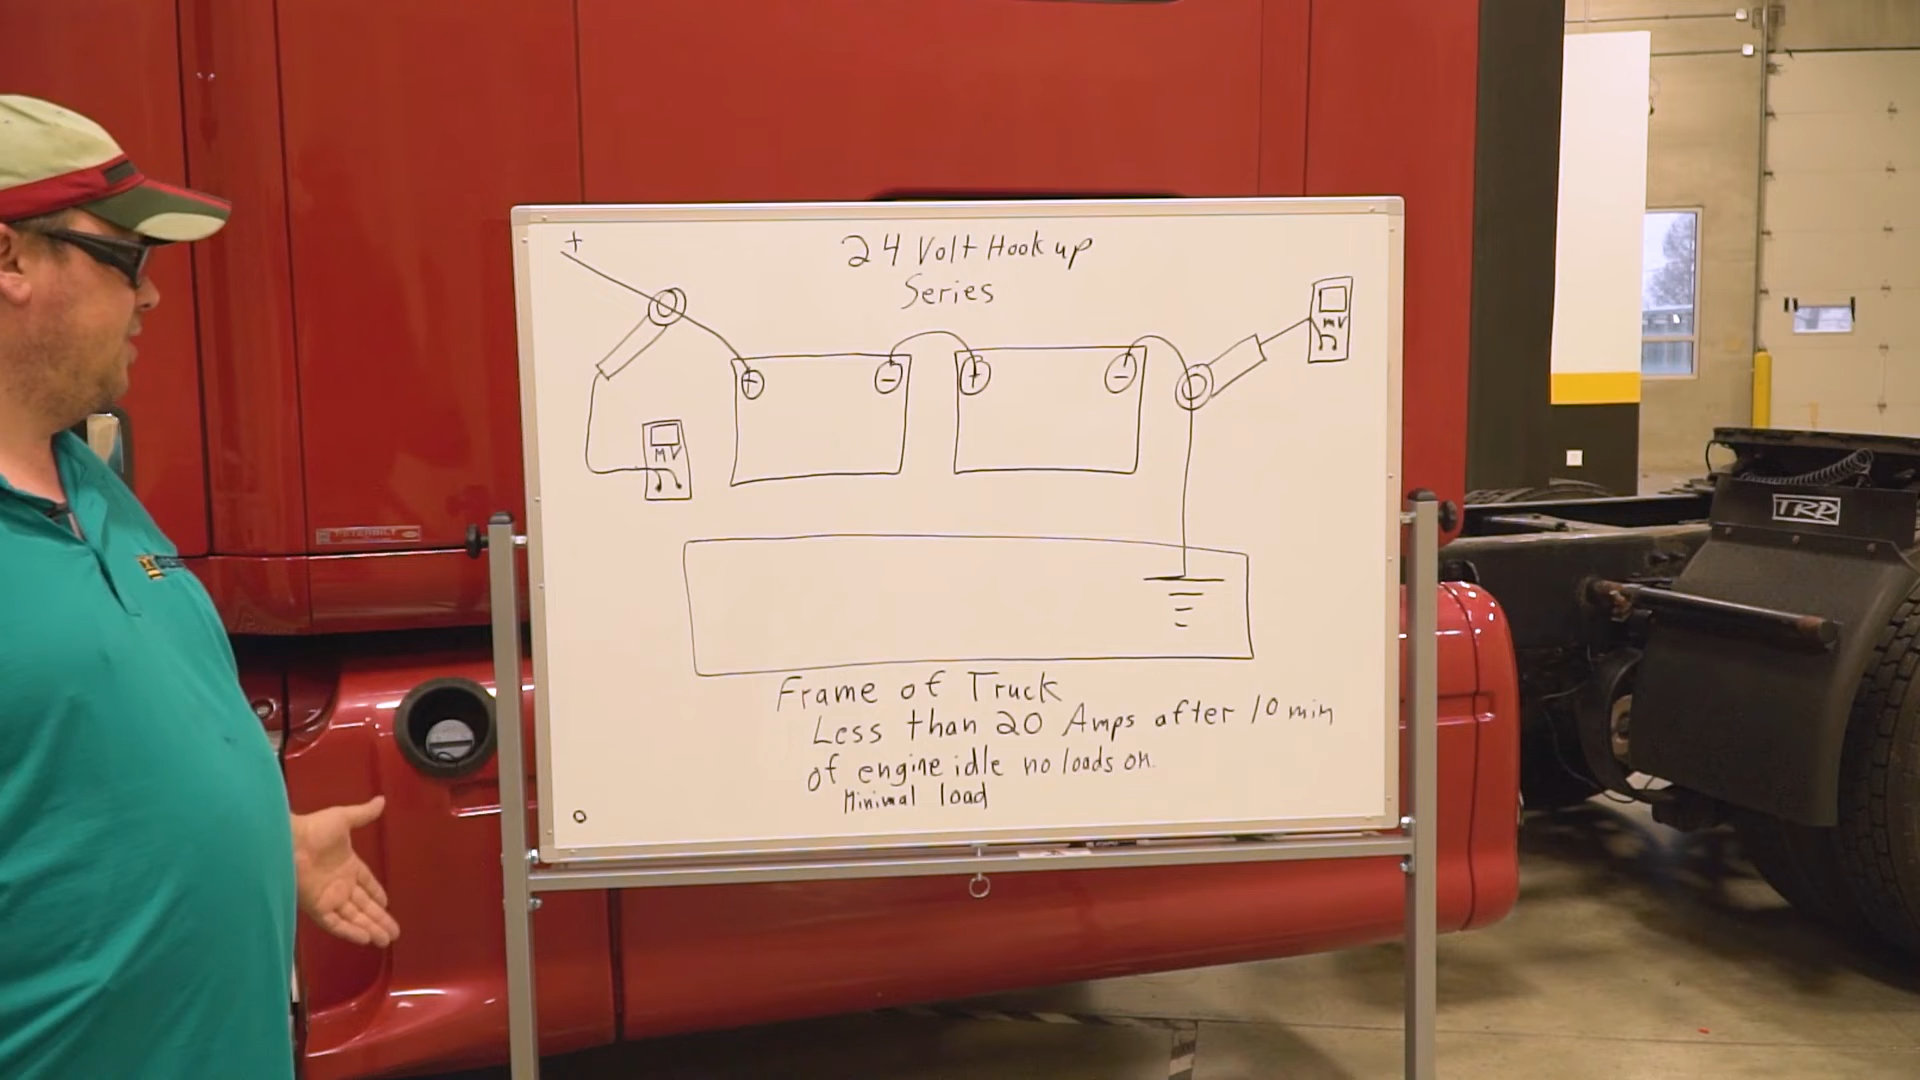 +
24 Volt Hook up
Series
mV
+
-
+
-
MV
PETERBILT
TRP
Frame of Truck
Less than 20 Amps after 10 min
of engine idle no loads on.
Minimal load